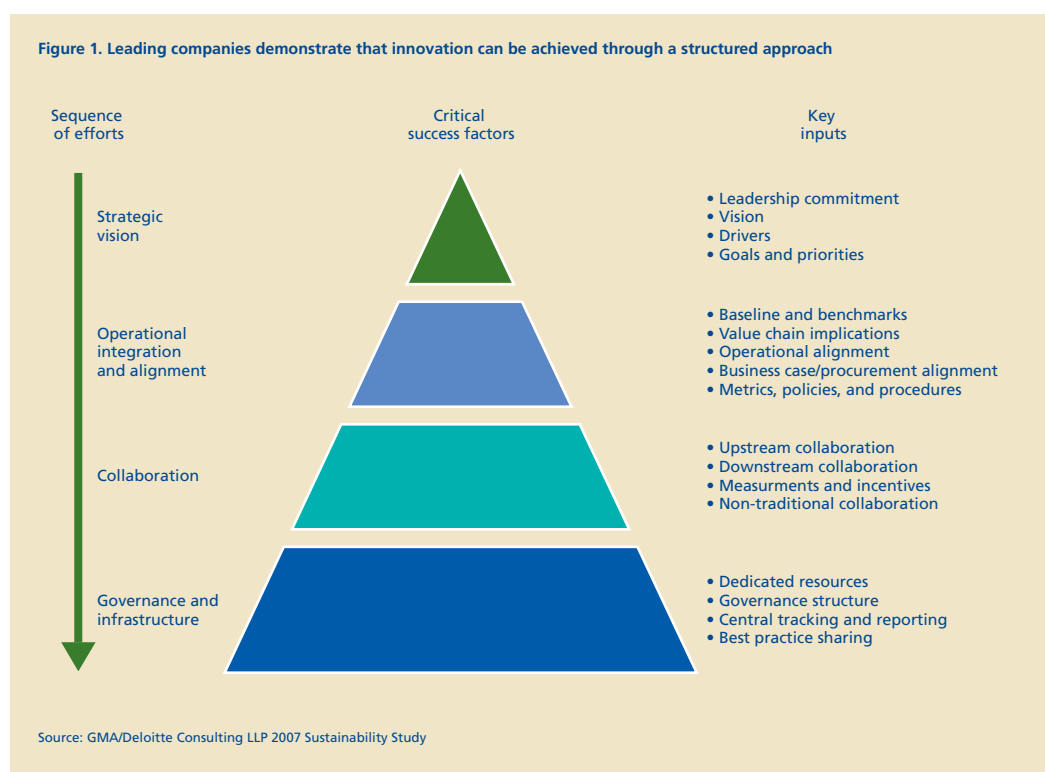 Figure 1. Leading companies demonstrate that innovation can be achieved through a structured approach
Sequence
of efforts
Critical
success factors
Key
inputs
Strategic
vision
• Leadership commitment
• Vision
• Drivers
• Goals and priorities
Operational
integration
and alignment
• Baseline and benchmarks
• Value chain implications
• Operational alignment
• Business case/procurement alignment
• Metrics, policies, and procedures
Collaboration
• Upstream collaboration
• Downstream collaboration
• Measurments and incentives
• Non-traditional collaboration
Governance and
infrastructure
• Dedicated resources
• Governance structure
• Central tracking and reporting
• Best practice sharing
Source: GMA/Deloitte Consulting LLP 2007 Sustainability Study